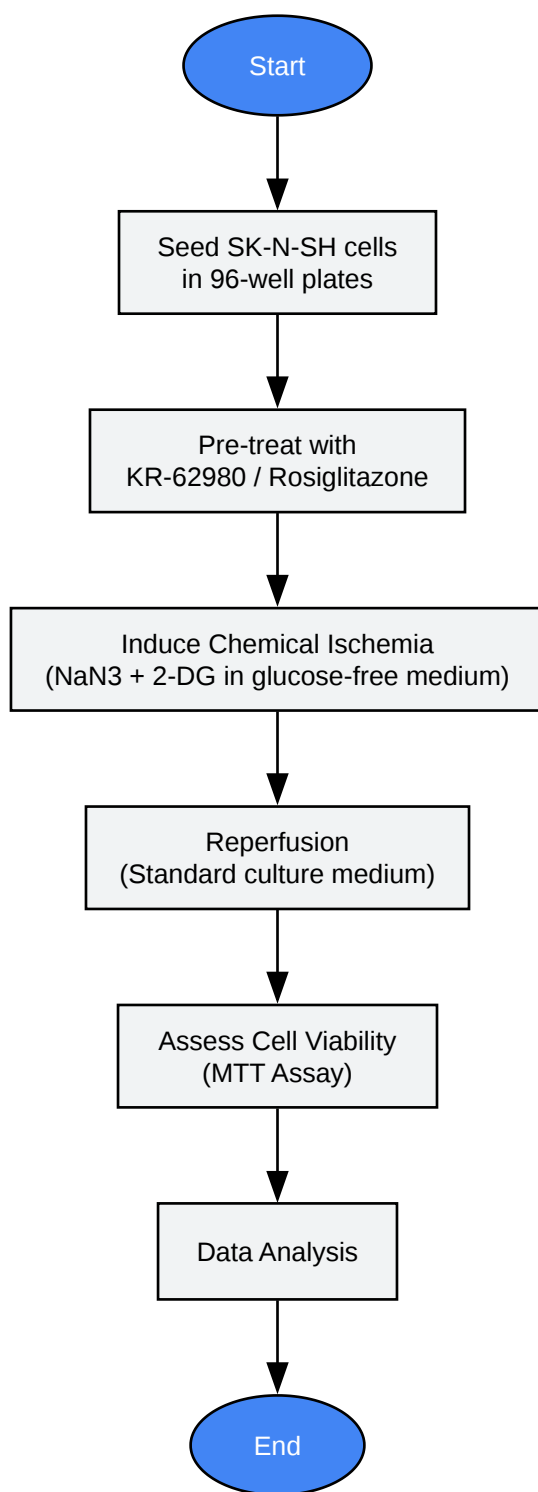 Start
Seed SK-N-SH cells
in 96-well plates
Pre-treat with
KR-62980 / Rosiglitazone
Induce Chemical Ischemia
(NaN3 + 2-DG in glucose-free medium)
Reperfusion
(Standard culture medium)
Assess Cell Viability
(MTT Assay)
Data Analysis
End